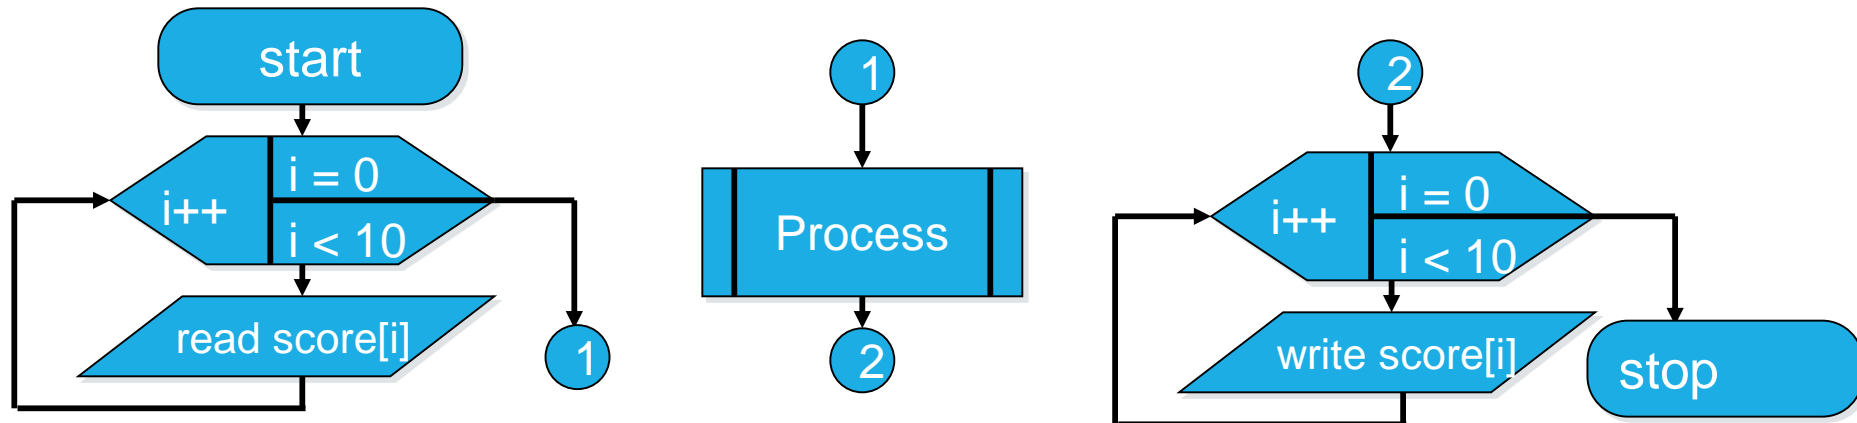 start
i++
i = 0
i < 10
read score[i]
1
1
Process
2
2
i++
i = 0
i < 10
write score[i]
stop